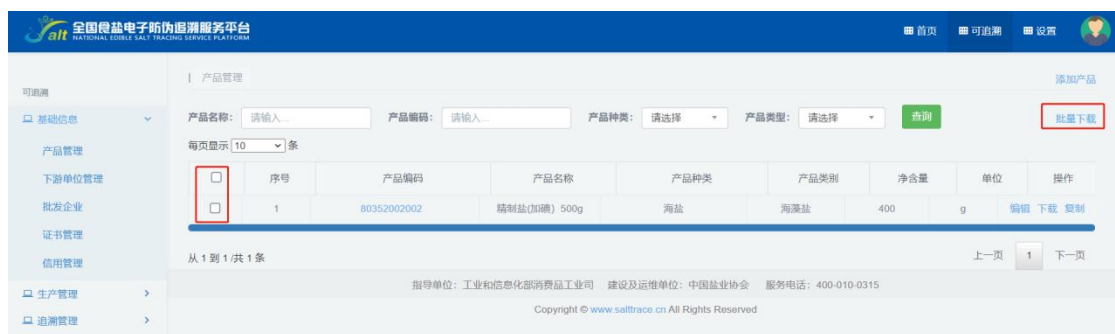 Salt 全国食盐电子防伪追溯服务平台
NATIONAL EDIBLE SALT TRACING SERVICE PLATFORM
首页 可追溯 设置
可追溯
基础信息
产品管理
下游单位管理
批发企业
证书管理
信用管理
生产管理
追溯管理
产品管理 添加产品
产品名称： 请输入... 产品编码： 请输入... 产品种类： 请选择 产品类型： 请选择 查询 批量下载
每页显示 10 条
序号 产品编码 产品名称 产品种类 产品类别 净含量 单位 操作
1 80352002002 精制盐(加碘) 500g 海盐 海藻盐 400 g 编辑 下载 复制
从 1 到 1 /共 1 条 上一页 1 下一页
指导单位：工业和信息化部消费品工业司 建设及运维单位：中国盐业协会 服务电话：400-010-0315
Copyright © www.salttrace.cn All Rights Reserved